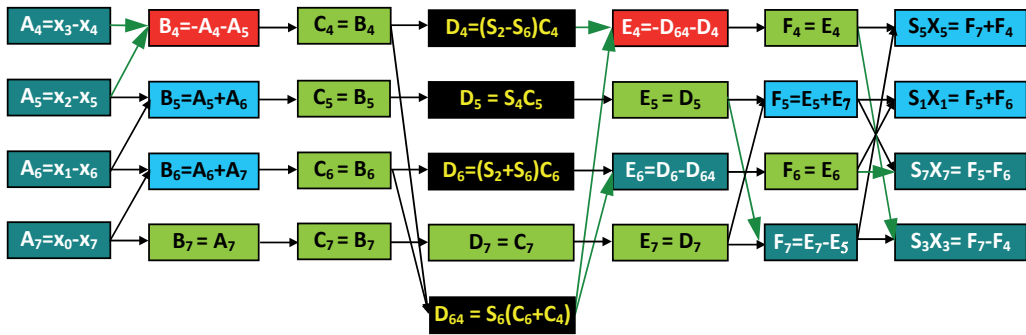 A₄=x₃-x₄ B₄=-A₄-A₅ C₄ = B₄ D₄=(S₂-S₆)C₄ E₄=-D₆₄-D₄ F₄ = E₄ S₅X₅= F₇+F₄
A₅=x₂-x₅ B₅=A₅+A₆ C₅ = B₅ D₅ = S₄C₅ E₅ = D₅ F₅=E₅+E₇ S₁X₁= F₅+F₆
A₆=x₁-x₆ B₆=A₆+A₇ C₆ = B₆ D₆=(S₂+S₆)C₆ E₆=D₆-D₆₄ F₆ = E₆ S₇X₇= F₅-F₆
A₇=x₀-x₇ B₇ = A₇ C₇ = B₇ D₇ = C₇ E₇ = D₇ F₇=E₇-E₅ S₃X₃= F₇-F₄
D₆₄ = S₆(C₆+C₄)